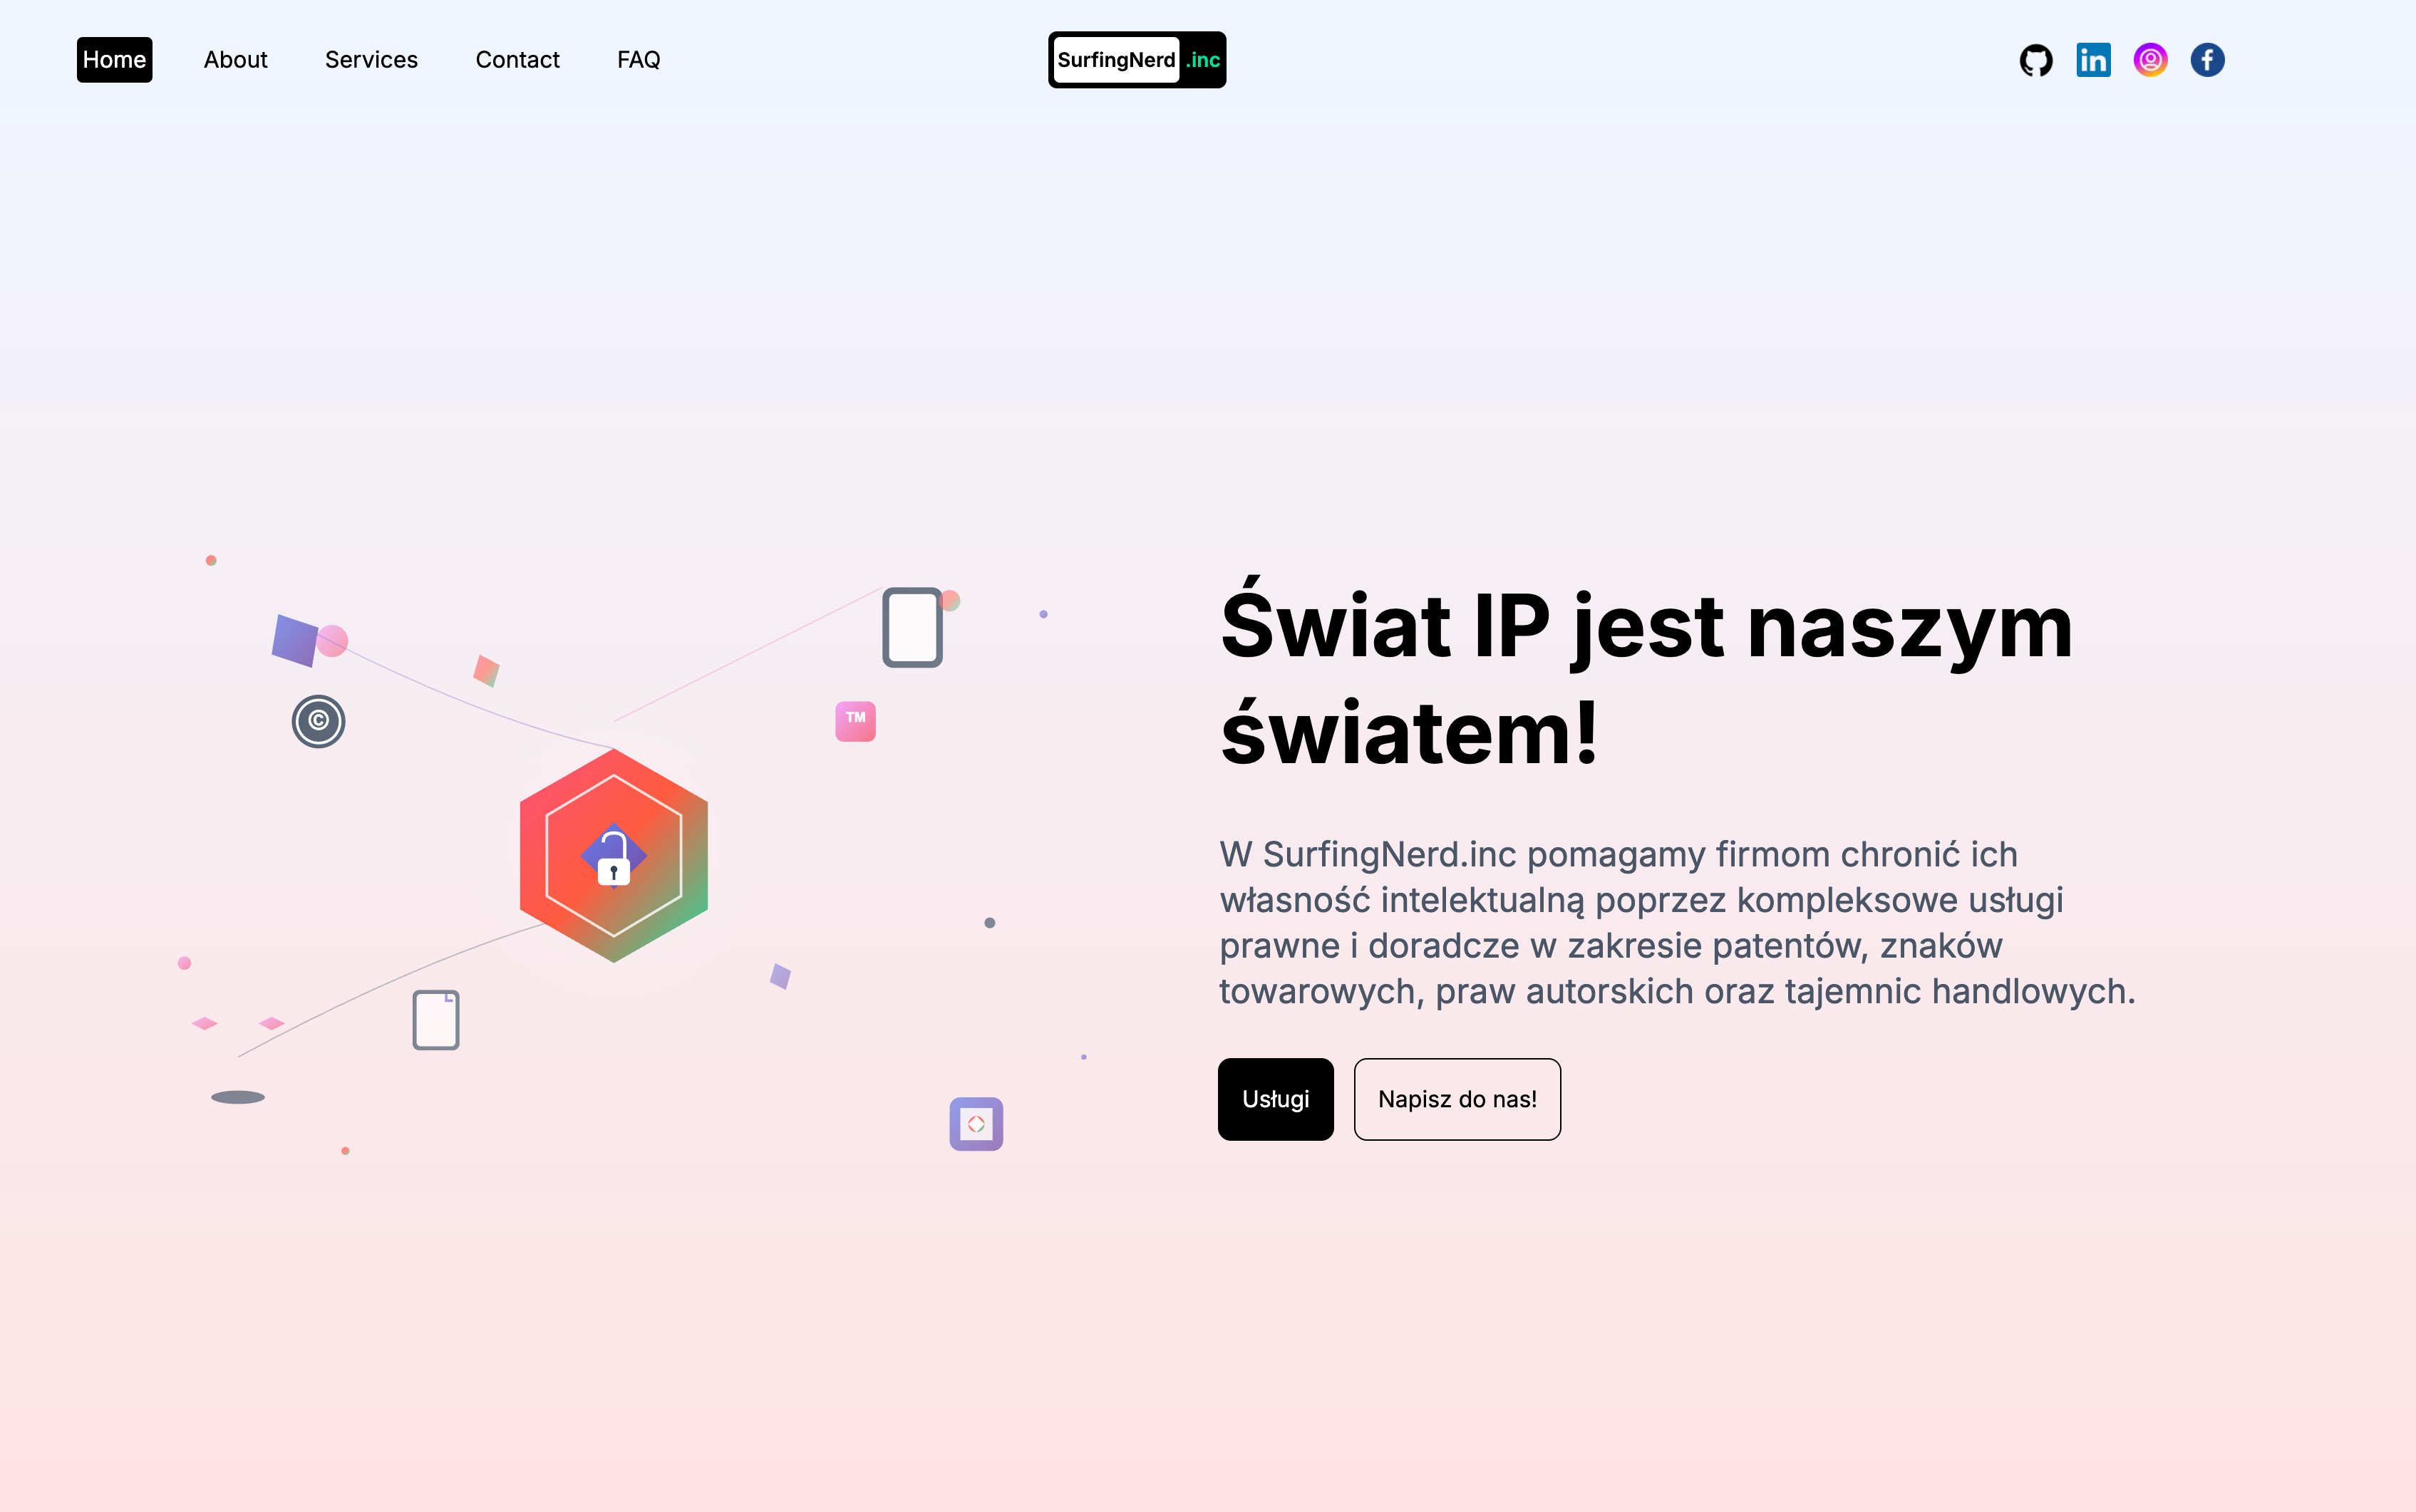 Home About Services Contact FAQ SurfingNerd .inc
Świat IP jest naszym
światem!
©
TM
W SurfingNerd.inc pomagamy firmom chronić ich
własność intelektualną poprzez kompleksowe usługi
prawne i doradcze w zakresie patentów, znaków
towarowych, praw autorskich oraz tajemnic handlowych.
Usługi Napisz do nas!